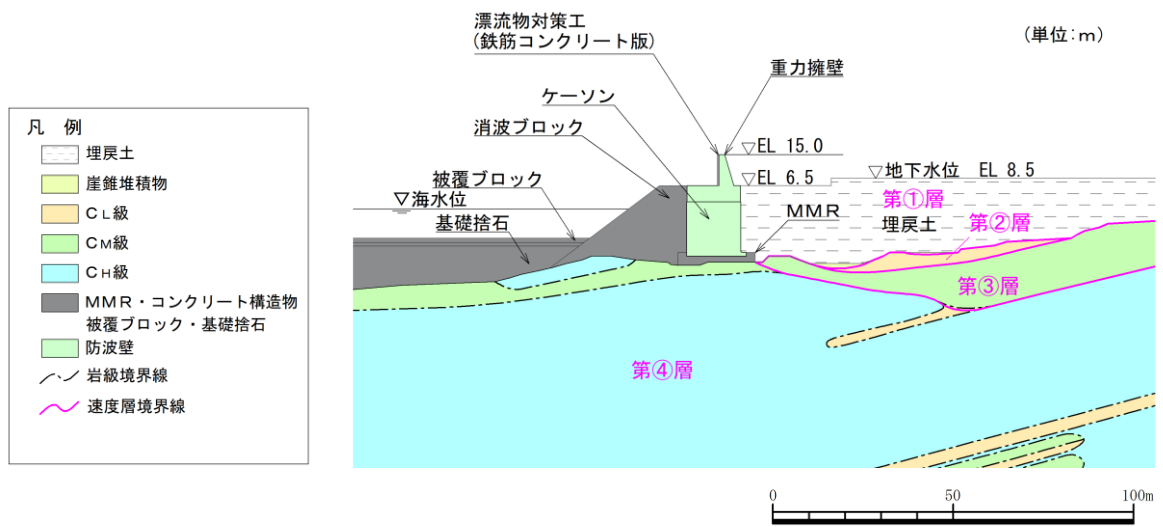 漂流物対策工
(鉄筋コンクリート版)
(単位:m)
重力擁壁
ケーソン
消波ブロック
▽EL 15.0
▽EL 6.5
▽地下水位 EL 8.5
被覆ブロック
▽海水位
基礎捨石
MMR
第①層
埋戻土
第②層
第③層
第④層
凡 例
埋戻土
崖錐堆積物
CL級
CM級
CH級
MMR・コンクリート構造物
被覆ブロック・基礎捨石
防波壁
岩級境界線
速度層境界線
0 50 100m